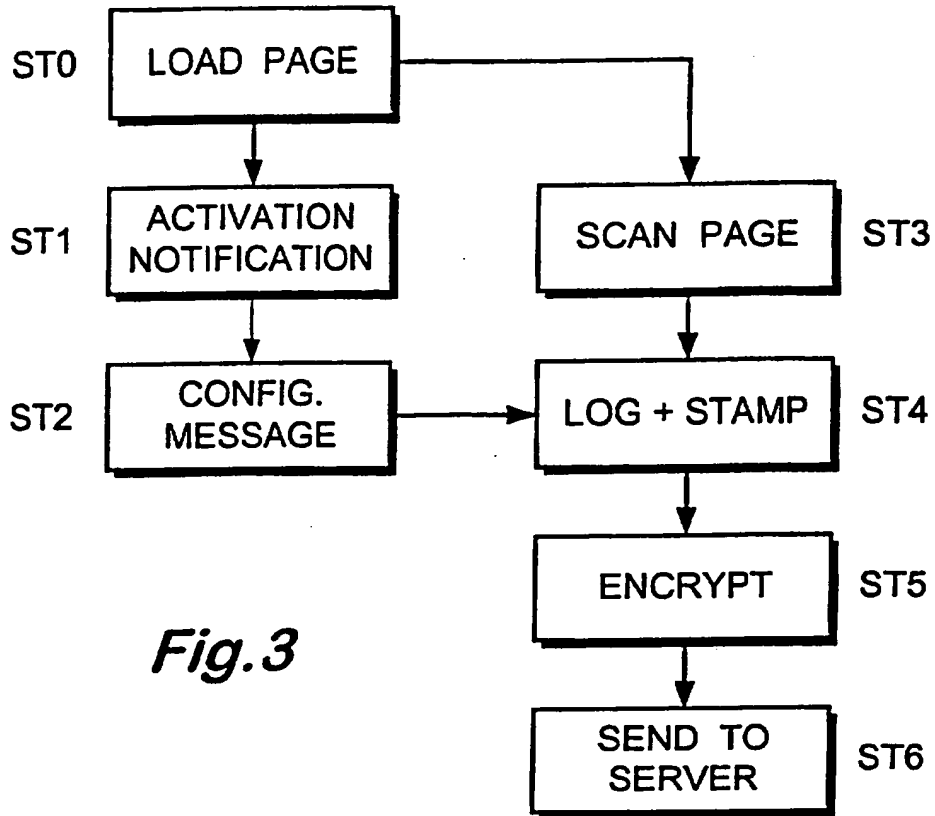 ST0
LOAD PAGE
ST1
ACTIVATION
NOTIFICATION
SCAN PAGE
ST3
ST2
CONFIG.
MESSAGE
LOG + STAMP
ST4
ENCRYPT
ST5
Fig.3
SEND TO
SERVER
ST6